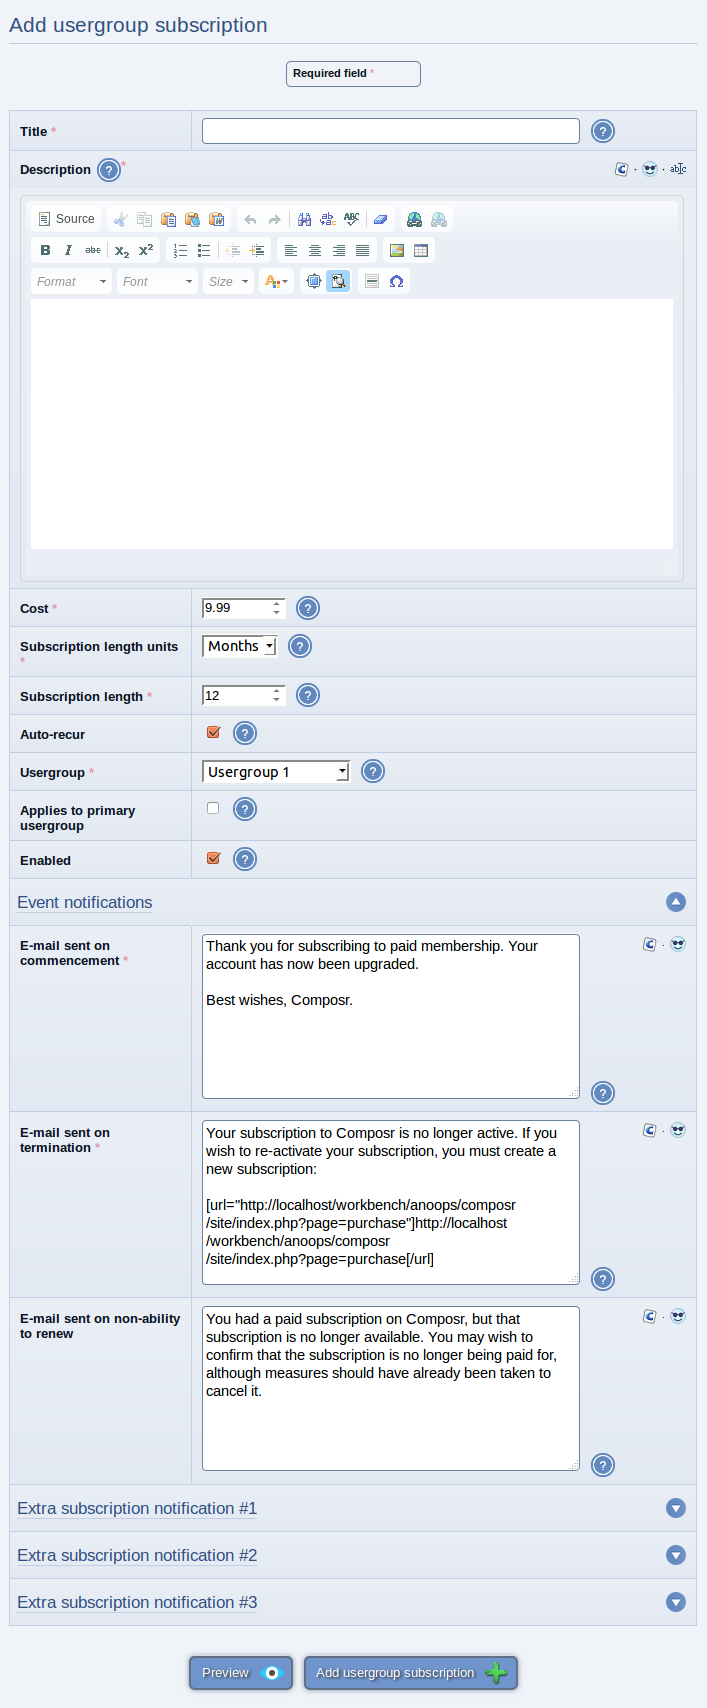 Add usergroup subscription
Required field *
Title *
?
Description ? *
· · abc
Source
B I abc x2 x²
Format Font Size
Cost * 9.99 ?
Subscription length units * Months ?
Subscription length * 12 ?
Auto-recur ?
Usergroup * Usergroup 1 ?
Applies to primary
usergroup
?
Enabled ?
Event notifications
E-mail sent on
commencement *
Thank you for subscribing to paid membership. Your
account has now been upgraded.
Best wishes, Composr.
?
E-mail sent on
termination *
Your subscription to Composr is no longer active. If you
wish to re-activate your subscription, you must create a
new subscription:
[url="http://localhost/workbench/anoops/composr
/site/index.php?page=purchase"]http://localhost
/workbench/anoops/composr
/site/index.php?page=purchase[/url]
?
E-mail sent on non-ability
to renew
You had a paid subscription on Composr, but that
subscription is no longer available. You may wish to
confirm that the subscription is no longer being paid for,
although measures should have already been taken to
cancel it.
?
Extra subscription notification #1
Extra subscription notification #2
Extra subscription notification #3
Preview
Add usergroup subscription